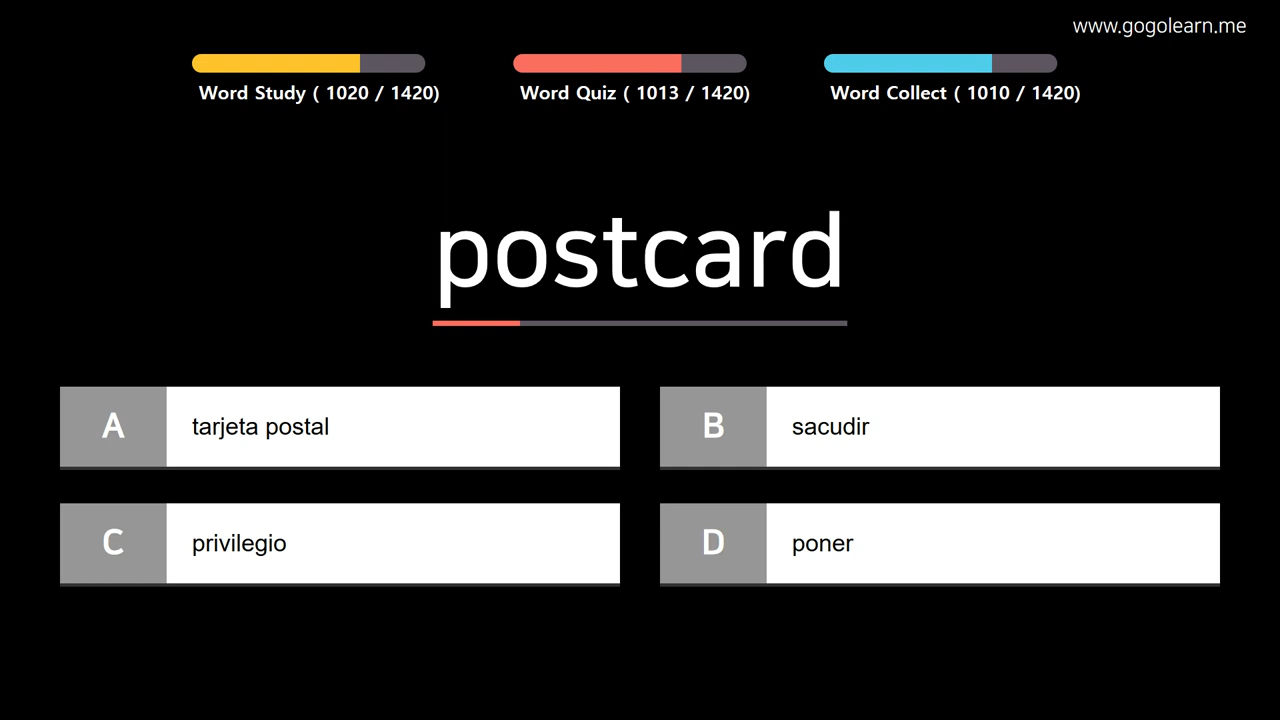 www.gogolearn.me
Word Study ( 1020 / 1420)
Word Quiz ( 1013 / 1420)
Word Collect ( 1010 / 1420)
postcard
A tarjeta postal
B sacudir
C privilegio
D poner